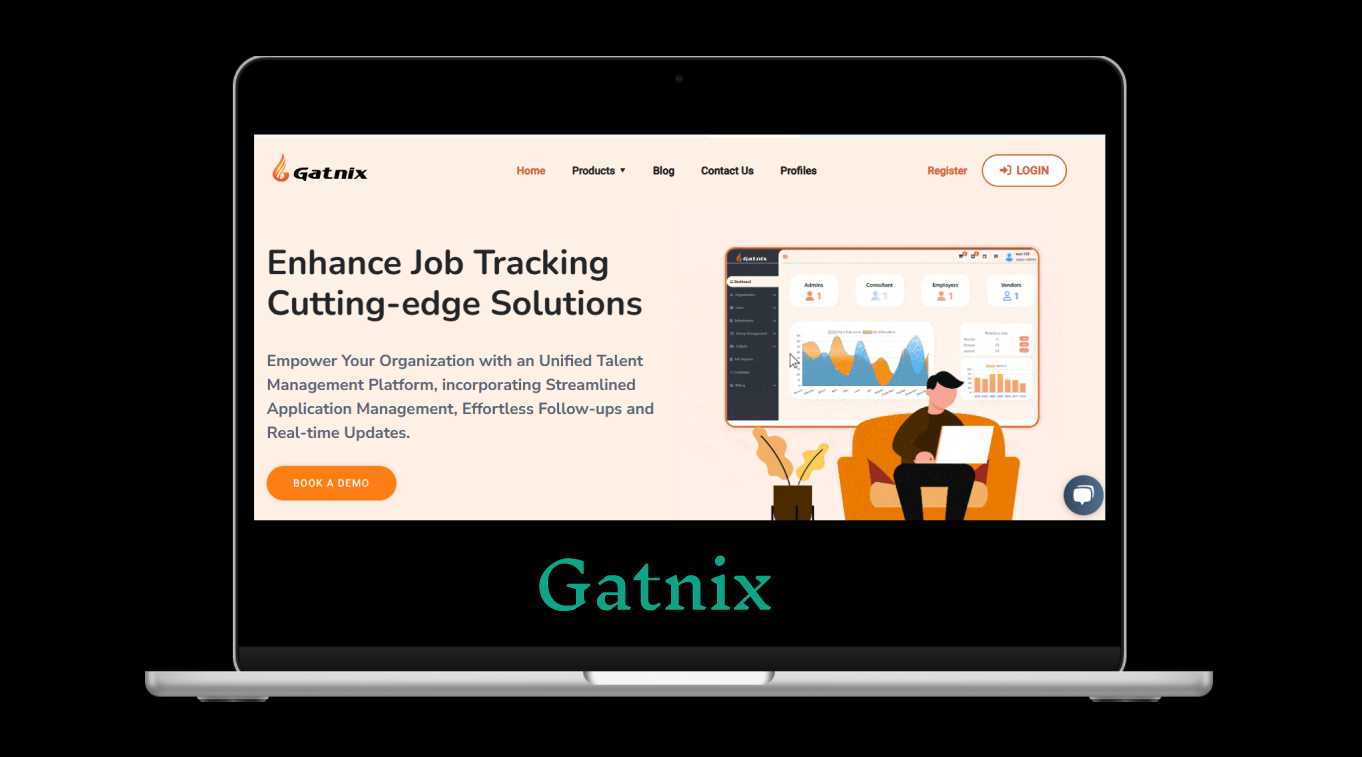 Gatnix
Home
Products
Blog
Contact Us
Profiles
Register
LOGIN
Enhance Job Tracking
Cutting-edge Solutions
Empower Your Organization with an Unified Talent
Management Platform, incorporating Streamlined
Application Management, Effortless Follow-ups and
Real-time Updates.
BOOK A DEMO
Gatnix
Dashboard
Admins
1
Consultant
1
Employers
1
Vendors
1
Gatnix